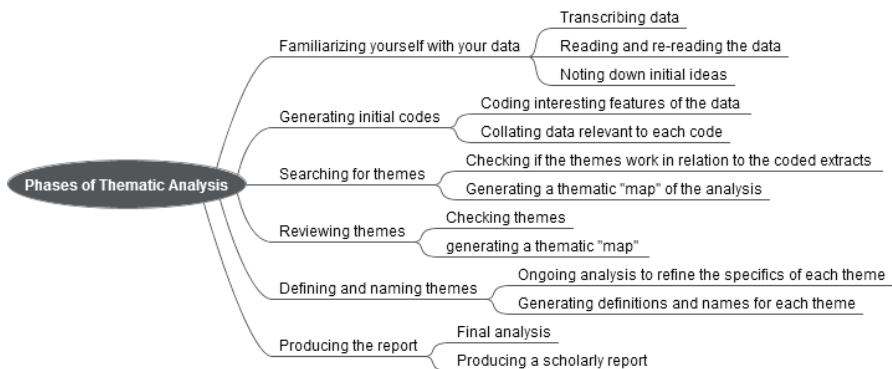 Phases of Thematic Analysis
Familiarizing yourself with your data
Transcribing data
Reading and re-reading the data
Noting down initial ideas
Generating initial codes
Coding interesting features of the data
Collating data relevant to each code
Searching for themes
Checking if the themes work in relation to the coded extracts
Generating a thematic "map" of the analysis
Reviewing themes
Checking themes
generating a thematic "map"
Defining and naming themes
Ongoing analysis to refine the specifics of each theme
Generating definitions and names for each theme
Producing the report
Final analysis
Producing a scholarly report